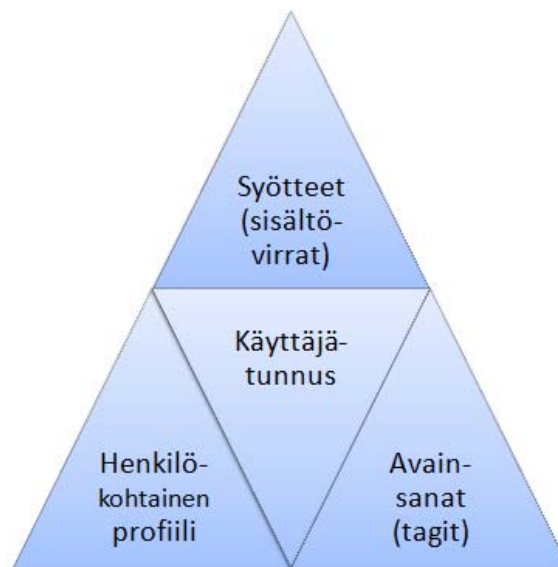 Syötteet
(sisältö-
virrat)
Käyttäjä-
tunnus
Henkilö-
kohtainen
profiili
Avain-
sanat
(tagit)